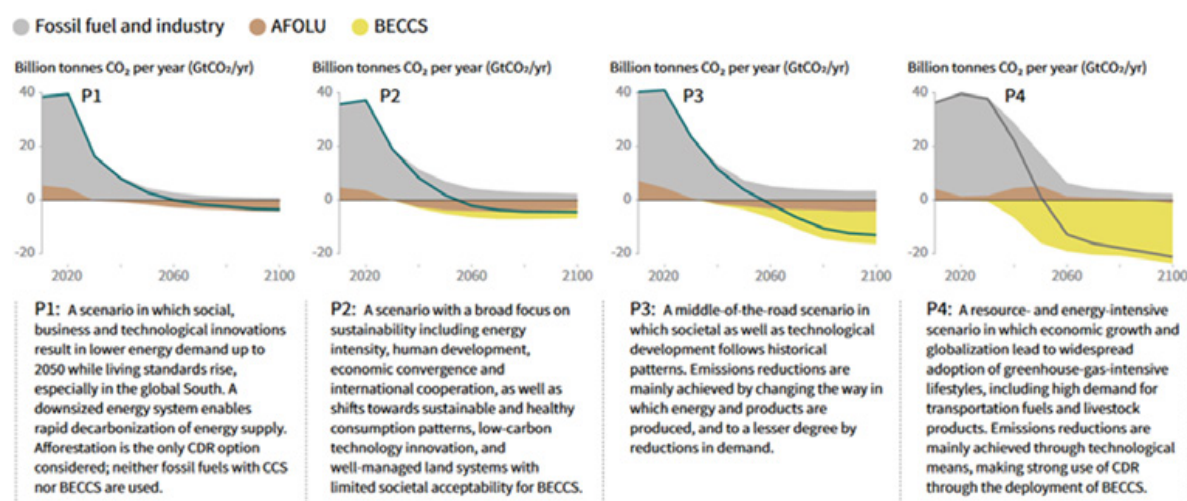 Fossil fuel and industry AFOLU BECCS
Billion tonnes CO₂ per year (GtCO₂/yr) Billion tonnes CO₂ per year (GtCO₂/yr) Billion tonnes CO₂ per year (GtCO₂/yr) Billion tonnes CO₂ per year (GtCO₂/yr)
40 P1 40 P2 40 P3 40 P4
20 20 20 20
0 0 0 0
-20 -20 -20 -20
2020 2060 2100 2020 2060 2100 2020 2060 2100 2020 2060 2100
P1: A scenario in which social,
business and technological innovations
result in lower energy demand up to
2050 while living standards rise,
especially in the global South. A
downsized energy system enables
rapid decarbonization of energy supply.
Afforestation is the only CDR option
considered; neither fossil fuels with CCS
nor BECCS are used.
P2: A scenario with a broad focus on
sustainability including energy
intensity, human development,
economic convergence and
international cooperation, as well as
shifts towards sustainable and healthy
consumption patterns, low-carbon
technology innovation, and
well-managed land systems with
limited societal acceptability for BECCS.
P3: A middle-of-the-road scenario in
which societal as well as technological
development follows historical
patterns. Emissions reductions are
mainly achieved by changing the way in
which energy and products are
produced, and to a lesser degree by
reductions in demand.
P4: A resource- and energy-intensive
scenario in which economic growth and
globalization lead to widespread
adoption of greenhouse-gas-intensive
lifestyles, including high demand for
transportation fuels and livestock
products. Emissions reductions are
mainly achieved through technological
means, making strong use of CDR
through the deployment of BECCS.